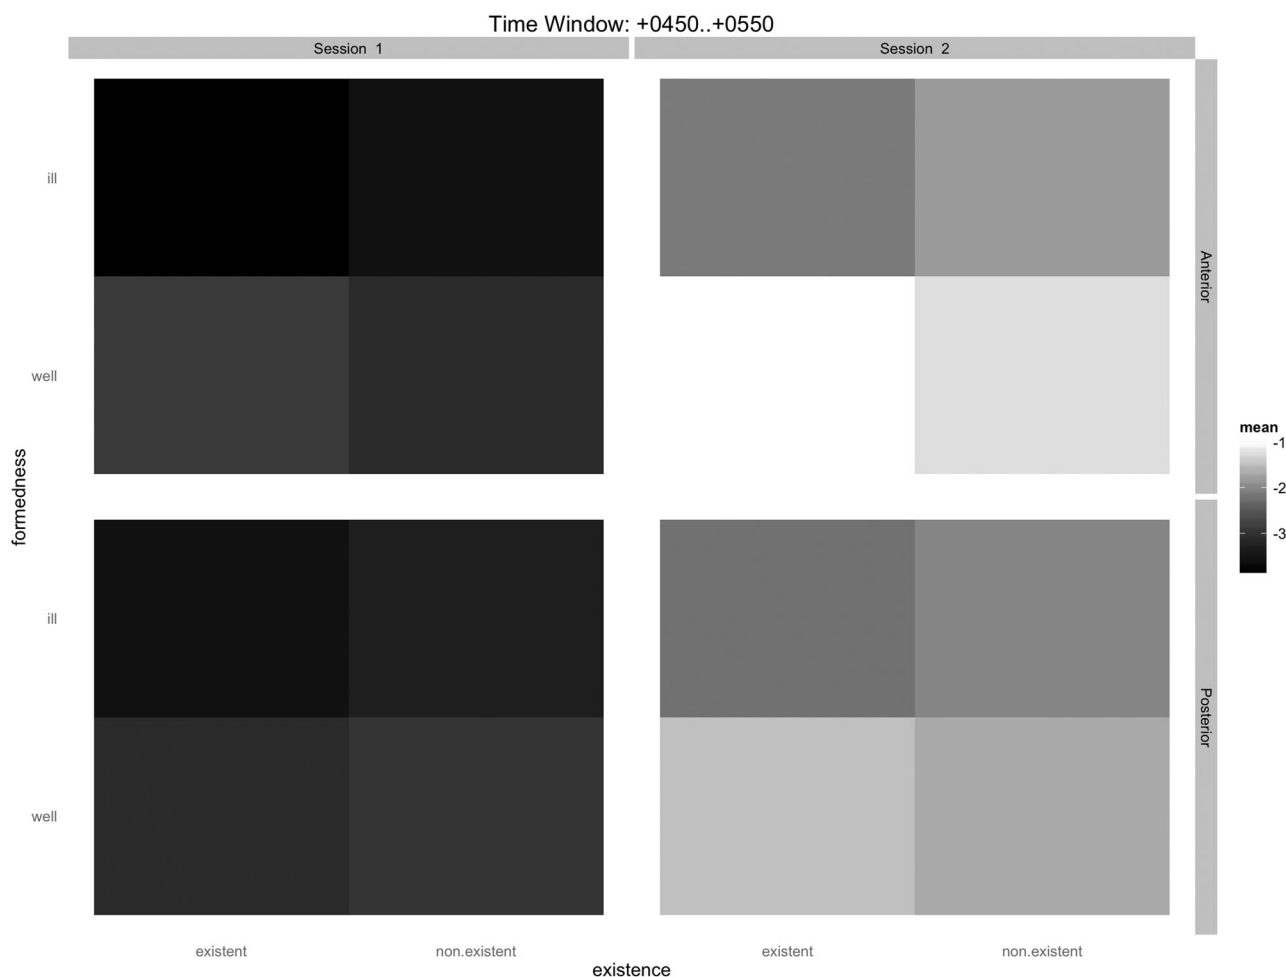 Time Window: +0450..+0550
Session 1
Session 2
ill
well
Anterior
formedness
ill
well
Posterior
mean
-1
-2
-3
existent
non.existent
existent
non.existent
existence